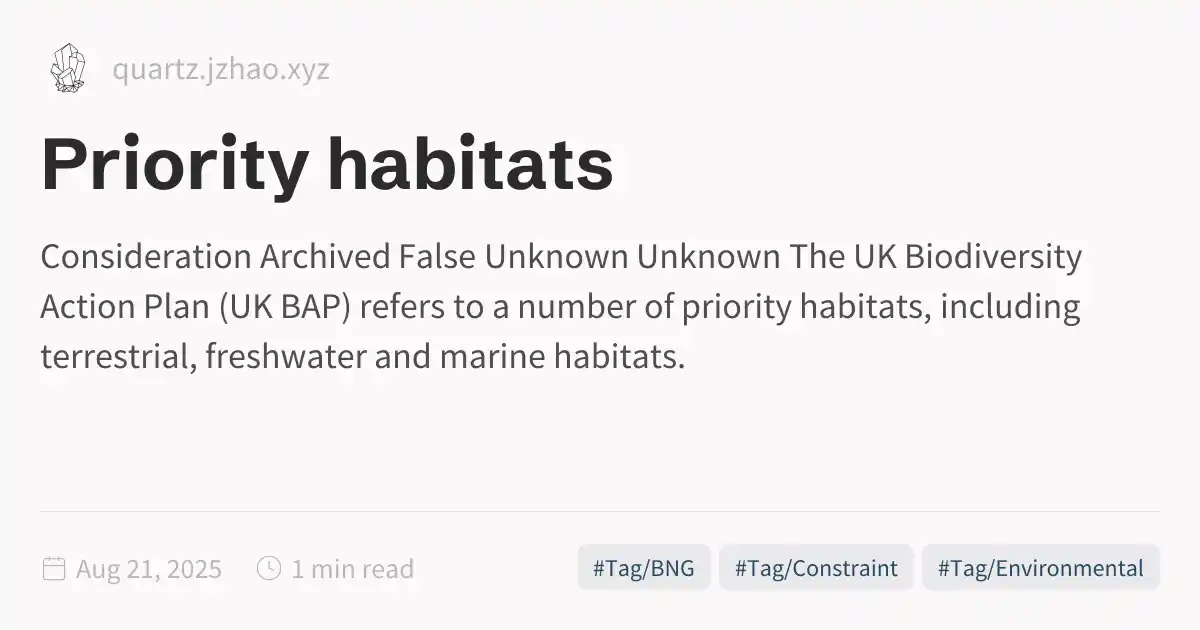 quartz.jzhao.xyz
Priority habitats
Consideration Archived False Unknown Unknown The UK Biodiversity
Action Plan (UK BAP) refers to a number of priority habitats, including
terrestrial, freshwater and marine habitats.
Aug 21, 2025 1 min read #Tag/BNG #Tag/Constraint #Tag/Environmental